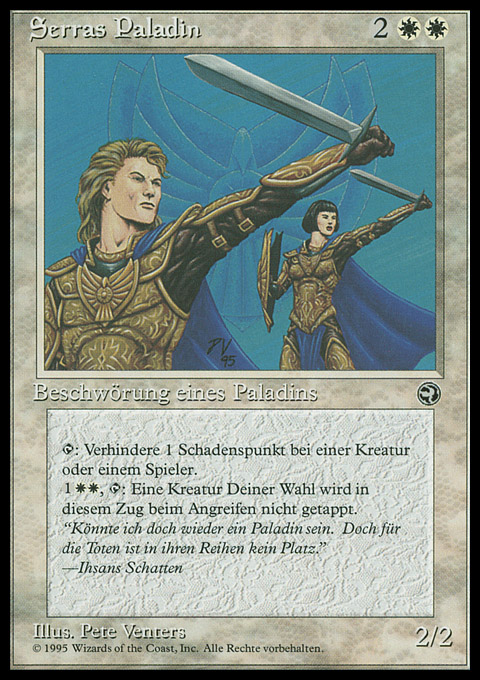 Serras Paladin 2
PV
95
Beschwörung eines Paladins
: Verhindere 1 Schadenspunkt bei einer Kreatur
oder einem Spieler.
1 , : Eine Kreatur Deiner Wahl wird in
diesem Zug beim Angreifen nicht getappt.
“Könnte ich doch wieder ein Paladin sein. Doch für
die Toten ist in ihren Reihen kein Platz.”
—Ihsans Schatten
Illus. Pete Venters
2/2
© 1995 Wizards of the Coast, Inc. Alle Rechte vorbehalten.